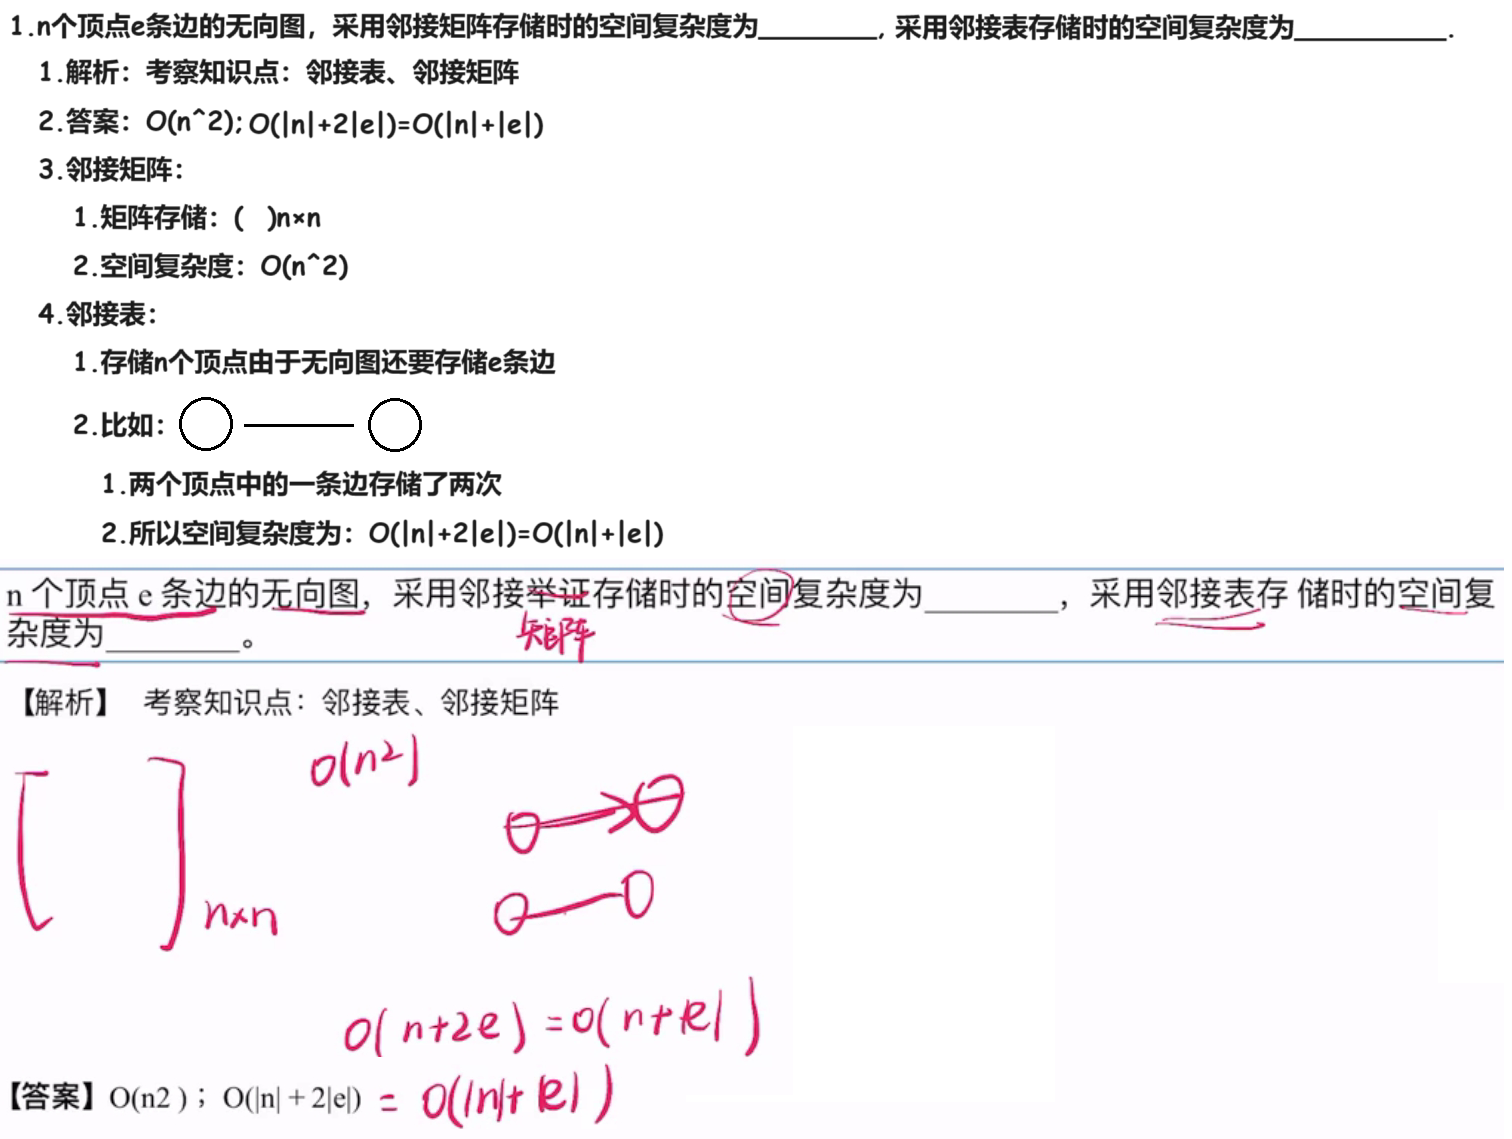 1.n个顶点e条边的无向图，采用邻接矩阵存储时的空间复杂度为________, 采用邻接表存储时的空间复杂度为__________.
1.解析：考察知识点：邻接表、邻接矩阵
2.答案：O(n^2); O(|n|+2|e|)=O(|n|+|e|)
3.邻接矩阵：
1.矩阵存储：( )n×n
2.空间复杂度：O(n^2)
4.邻接表：
1.存储n个顶点由于无向图还要存储e条边
2.比如：
1.两个顶点中的一条边存储了两次
2.所以空间复杂度为：O(|n|+2|e|)=O(|n|+|e|)
n 个顶点 e 条边的无向图，采用邻接举证存储时的空间复杂度为________，采用邻接表存 储时的空间复
杂度为________。
矩阵
【解析】 考察知识点：邻接表、邻接矩阵
O(n2)
[ ] n×n
O( n+2e ) = O( n+|e| )
【答案】O(n2 )；O(|n| + 2|e|) = O(|n|+|e|)